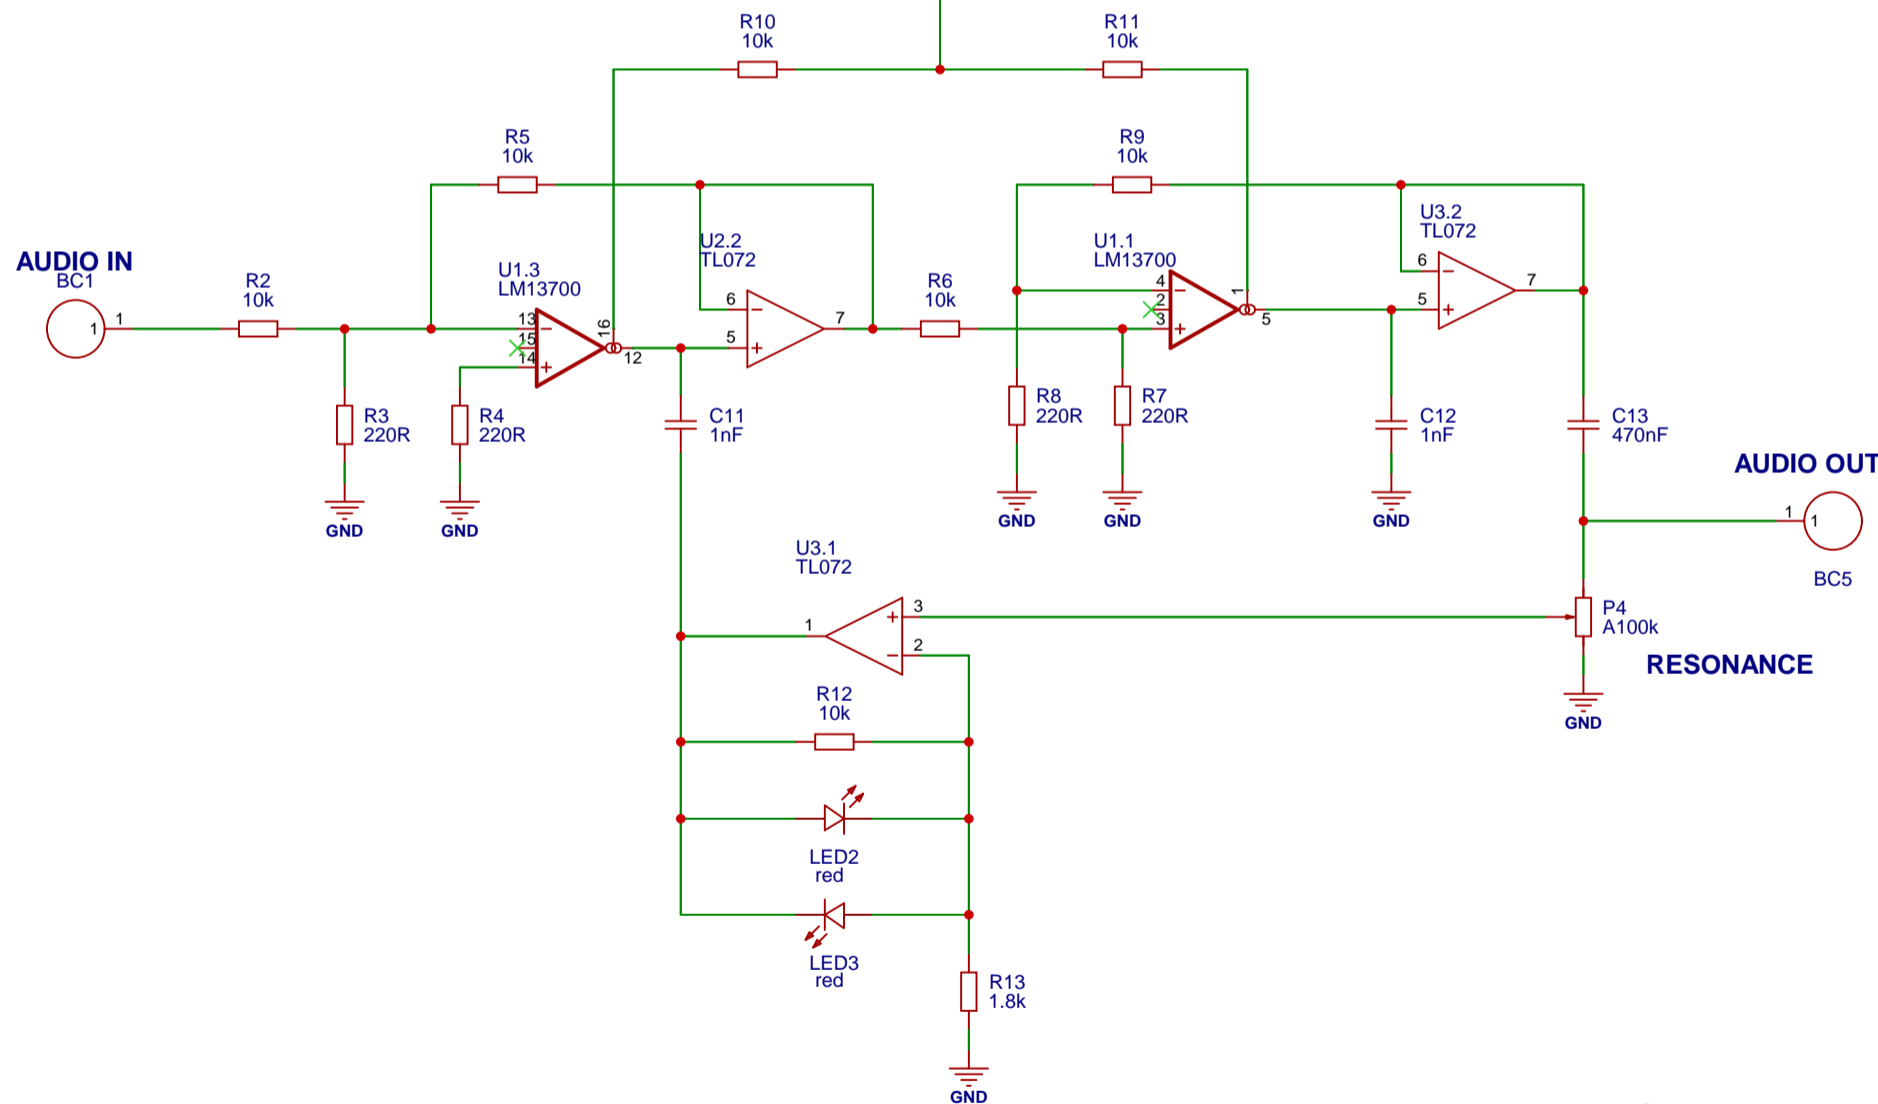 R10
10k
R11
10k
R5
10k
R9
10k
AUDIO IN
BC1
1
1
R2
10k
U1.3
LM13700
13
15
14
16
12
U2.2
TL072
6
5
7
R6
10k
U1.1
LM13700
4
2
3
1
5
U3.2
TL072
6
5
7
R3
220R
R4
220R
C11
1nF
R8
220R
R7
220R
C12
1nF
C13
470nF
GND
GND
GND
GND
GND
AUDIO OUT
1
1
BC5
U3.1
TL072
1
3
2
P4
A100k
RESONANCE
GND
R12
10k
LED2
red
LED3
red
R13
1.8k
GND